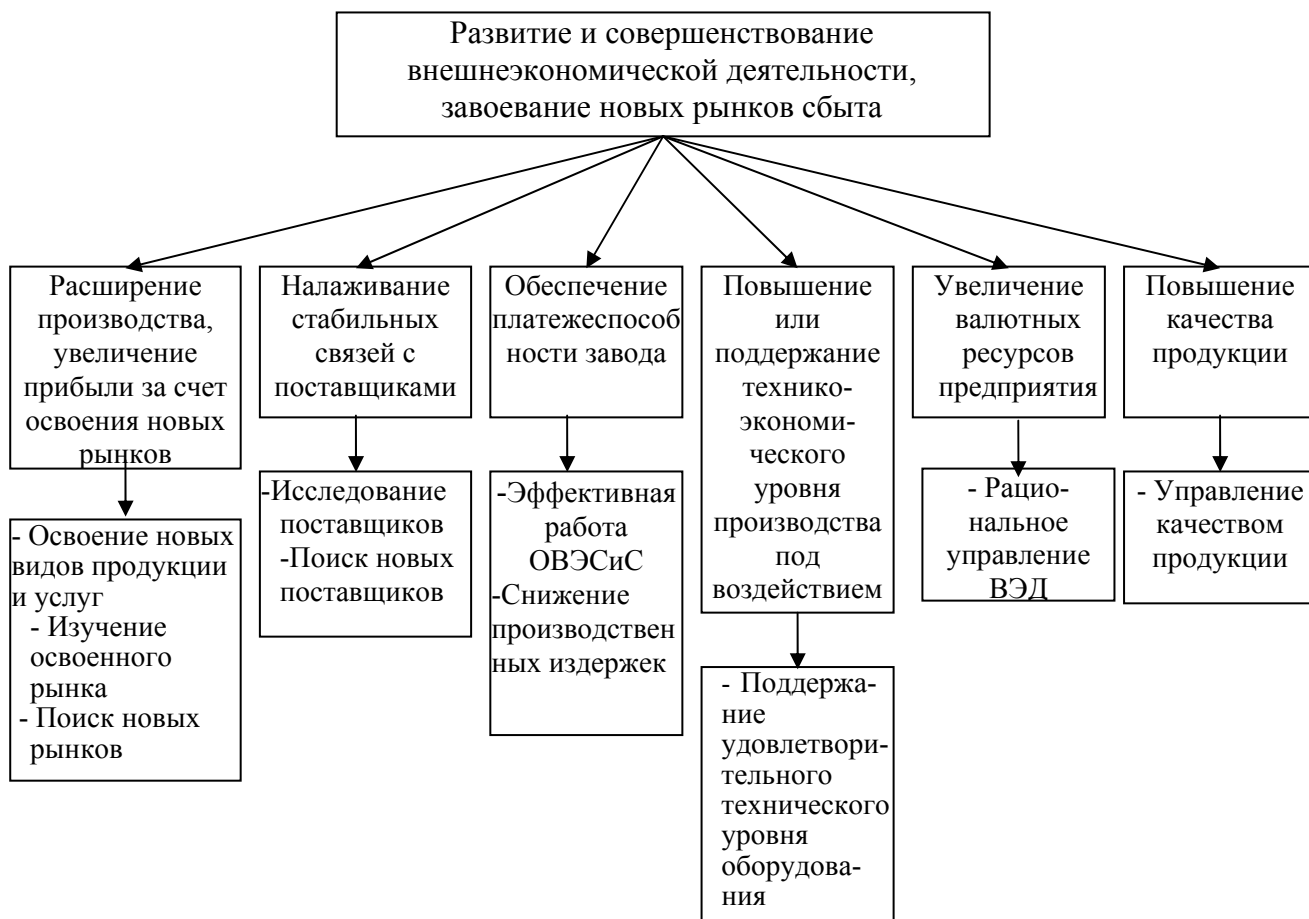 Развитие и совершенствование
внешнеэкономической деятельности,
завоевание новых рынков сбыта
Расширение
производства,
увеличение
прибыли за счет
освоения новых
рынков
Налаживание
стабильных
связей с
поставщиками
Обеспечение
платежеспособ
ности завода
Повышение
или
поддержание
технико-
экономи-
ческого
уровня
производства
под
воздействием
Увеличение
валютных
ресурсов
предприятия
Повышение
качества
продукции
- Освоение новых
видов продукции
и услуг
- Изучение
освоенного
рынка
- Поиск новых
рынков
-Исследование
поставщиков
-Поиск новых
поставщиков
-Эффективная
работа
ОВЭСиС
-Снижение
производствен
ных издержек
- Поддержа-
ние
удовлетвори-
тельного
технического
уровня
оборудова-
ния
- Рацио-
нальное
управление
ВЭД
- Управление
качеством
продукции